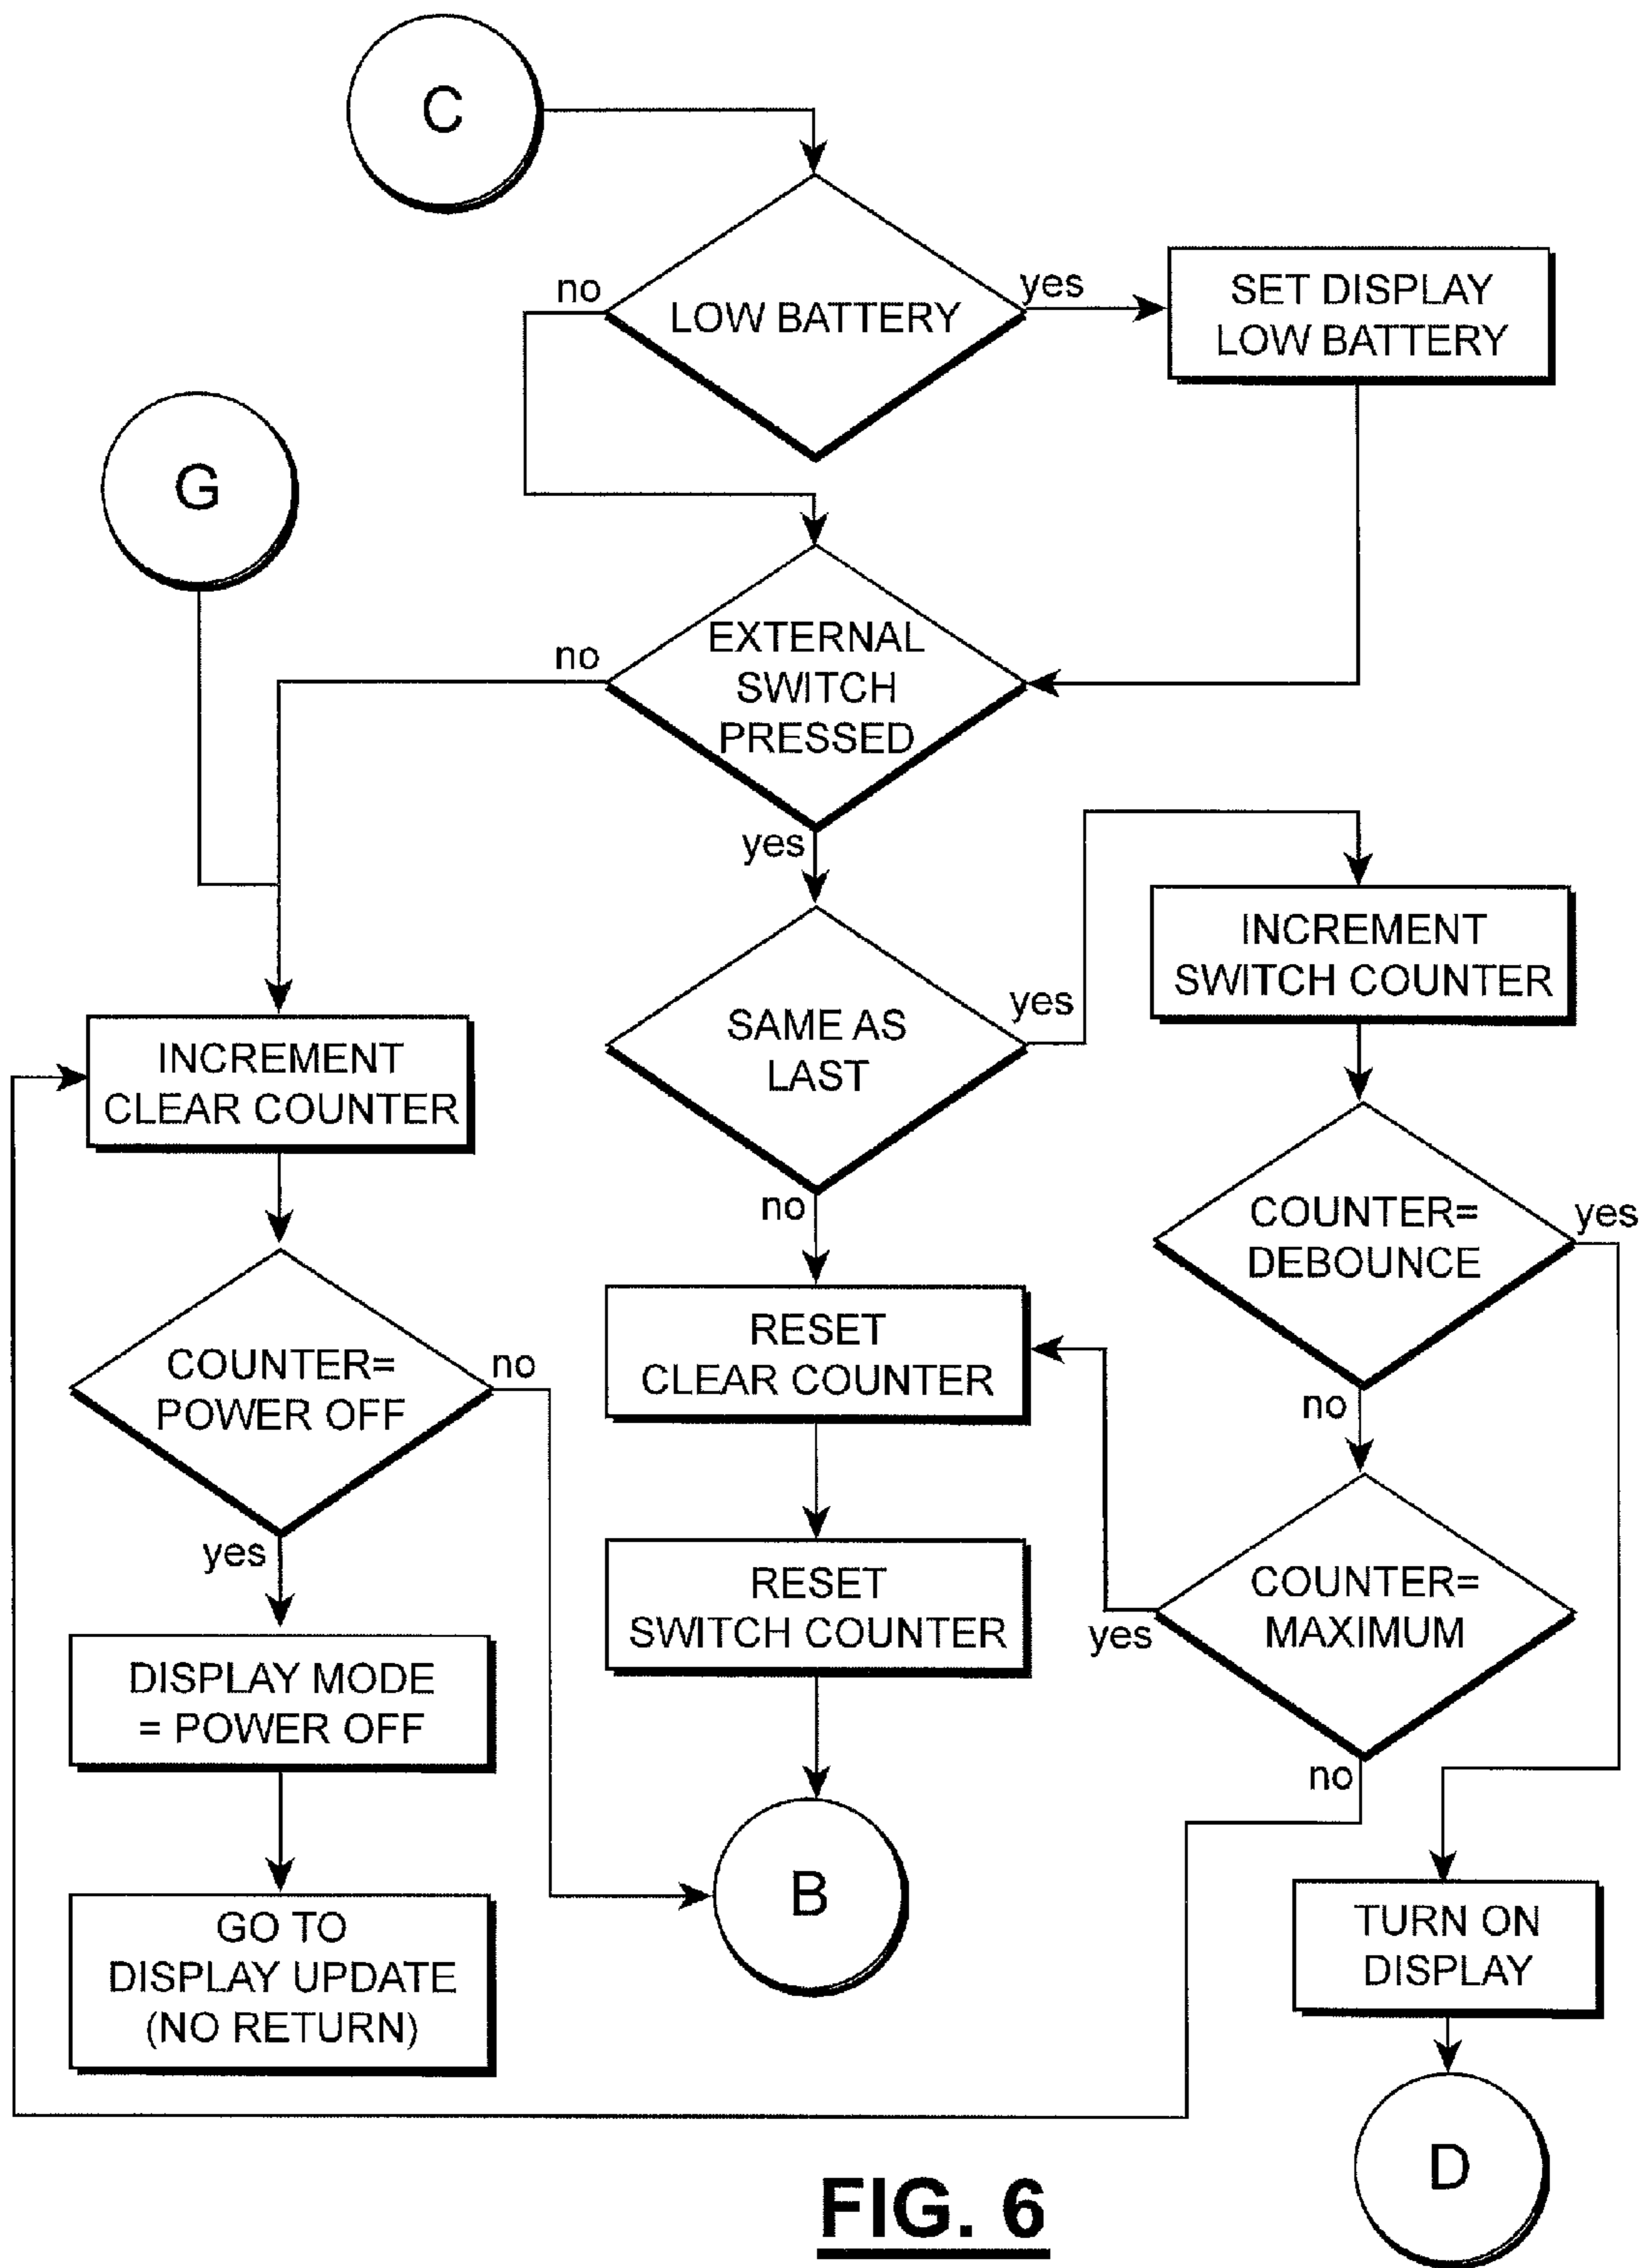 C
LOW BATTERY
no
yes
SET DISPLAY
LOW BATTERY
G
EXTERNAL
SWITCH
PRESSED
no
yes
INCREMENT
SWITCH COUNTER
SAME AS
LAST
yes
no
INCREMENT
CLEAR COUNTER
COUNTER=
DEBOUNCE
yes
no
RESET
CLEAR COUNTER
COUNTER=
POWER OFF
no
yes
RESET
SWITCH COUNTER
COUNTER=
MAXIMUM
yes
no
DISPLAY MODE
= POWER OFF
B
GO TO
DISPLAY UPDATE
(NO RETURN)
TURN ON
DISPLAY
D
FIG. 6